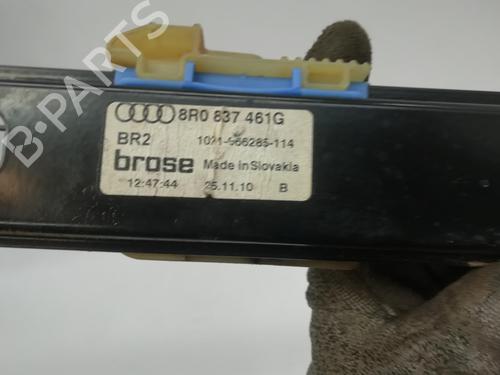 8R0 837 461G
BR2 1021-966285-114
brose Made in Slovakia
12:47:44 25.11.10 B
B-PARTS